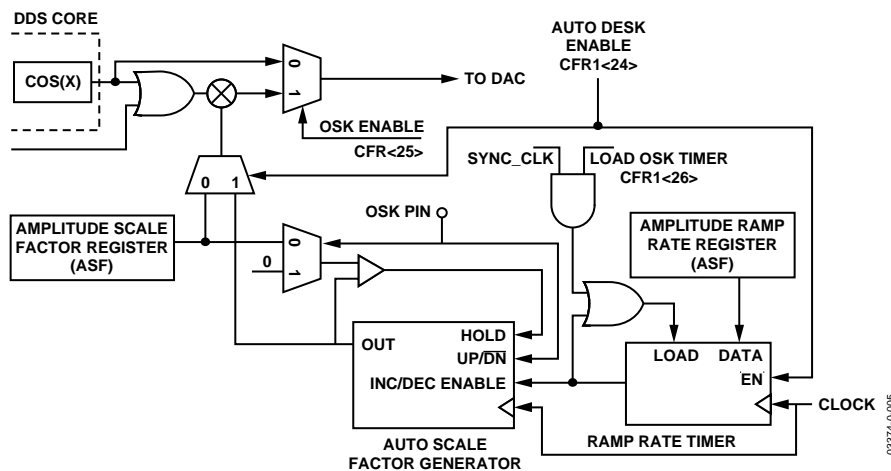 DDS CORE
COS(X)
0
1
TO DAC
OSK ENABLE
CFR<25>
AUTO DESK
ENABLE
CFR1<24>
SYNC_CLK
LOAD OSK TIMER
CFR1<26>
0 1
OSK PIN
AMPLITUDE SCALE
FACTOR REGISTER
(ASF)
0
0
1
AMPLITUDE RAMP
RATE REGISTER
(ASF)
OUT
HOLD
UP/DN
INC/DEC ENABLE
LOAD DATA
EN
CLOCK
AUTO SCALE
FACTOR GENERATOR
RAMP RATE TIMER
03374-0-005